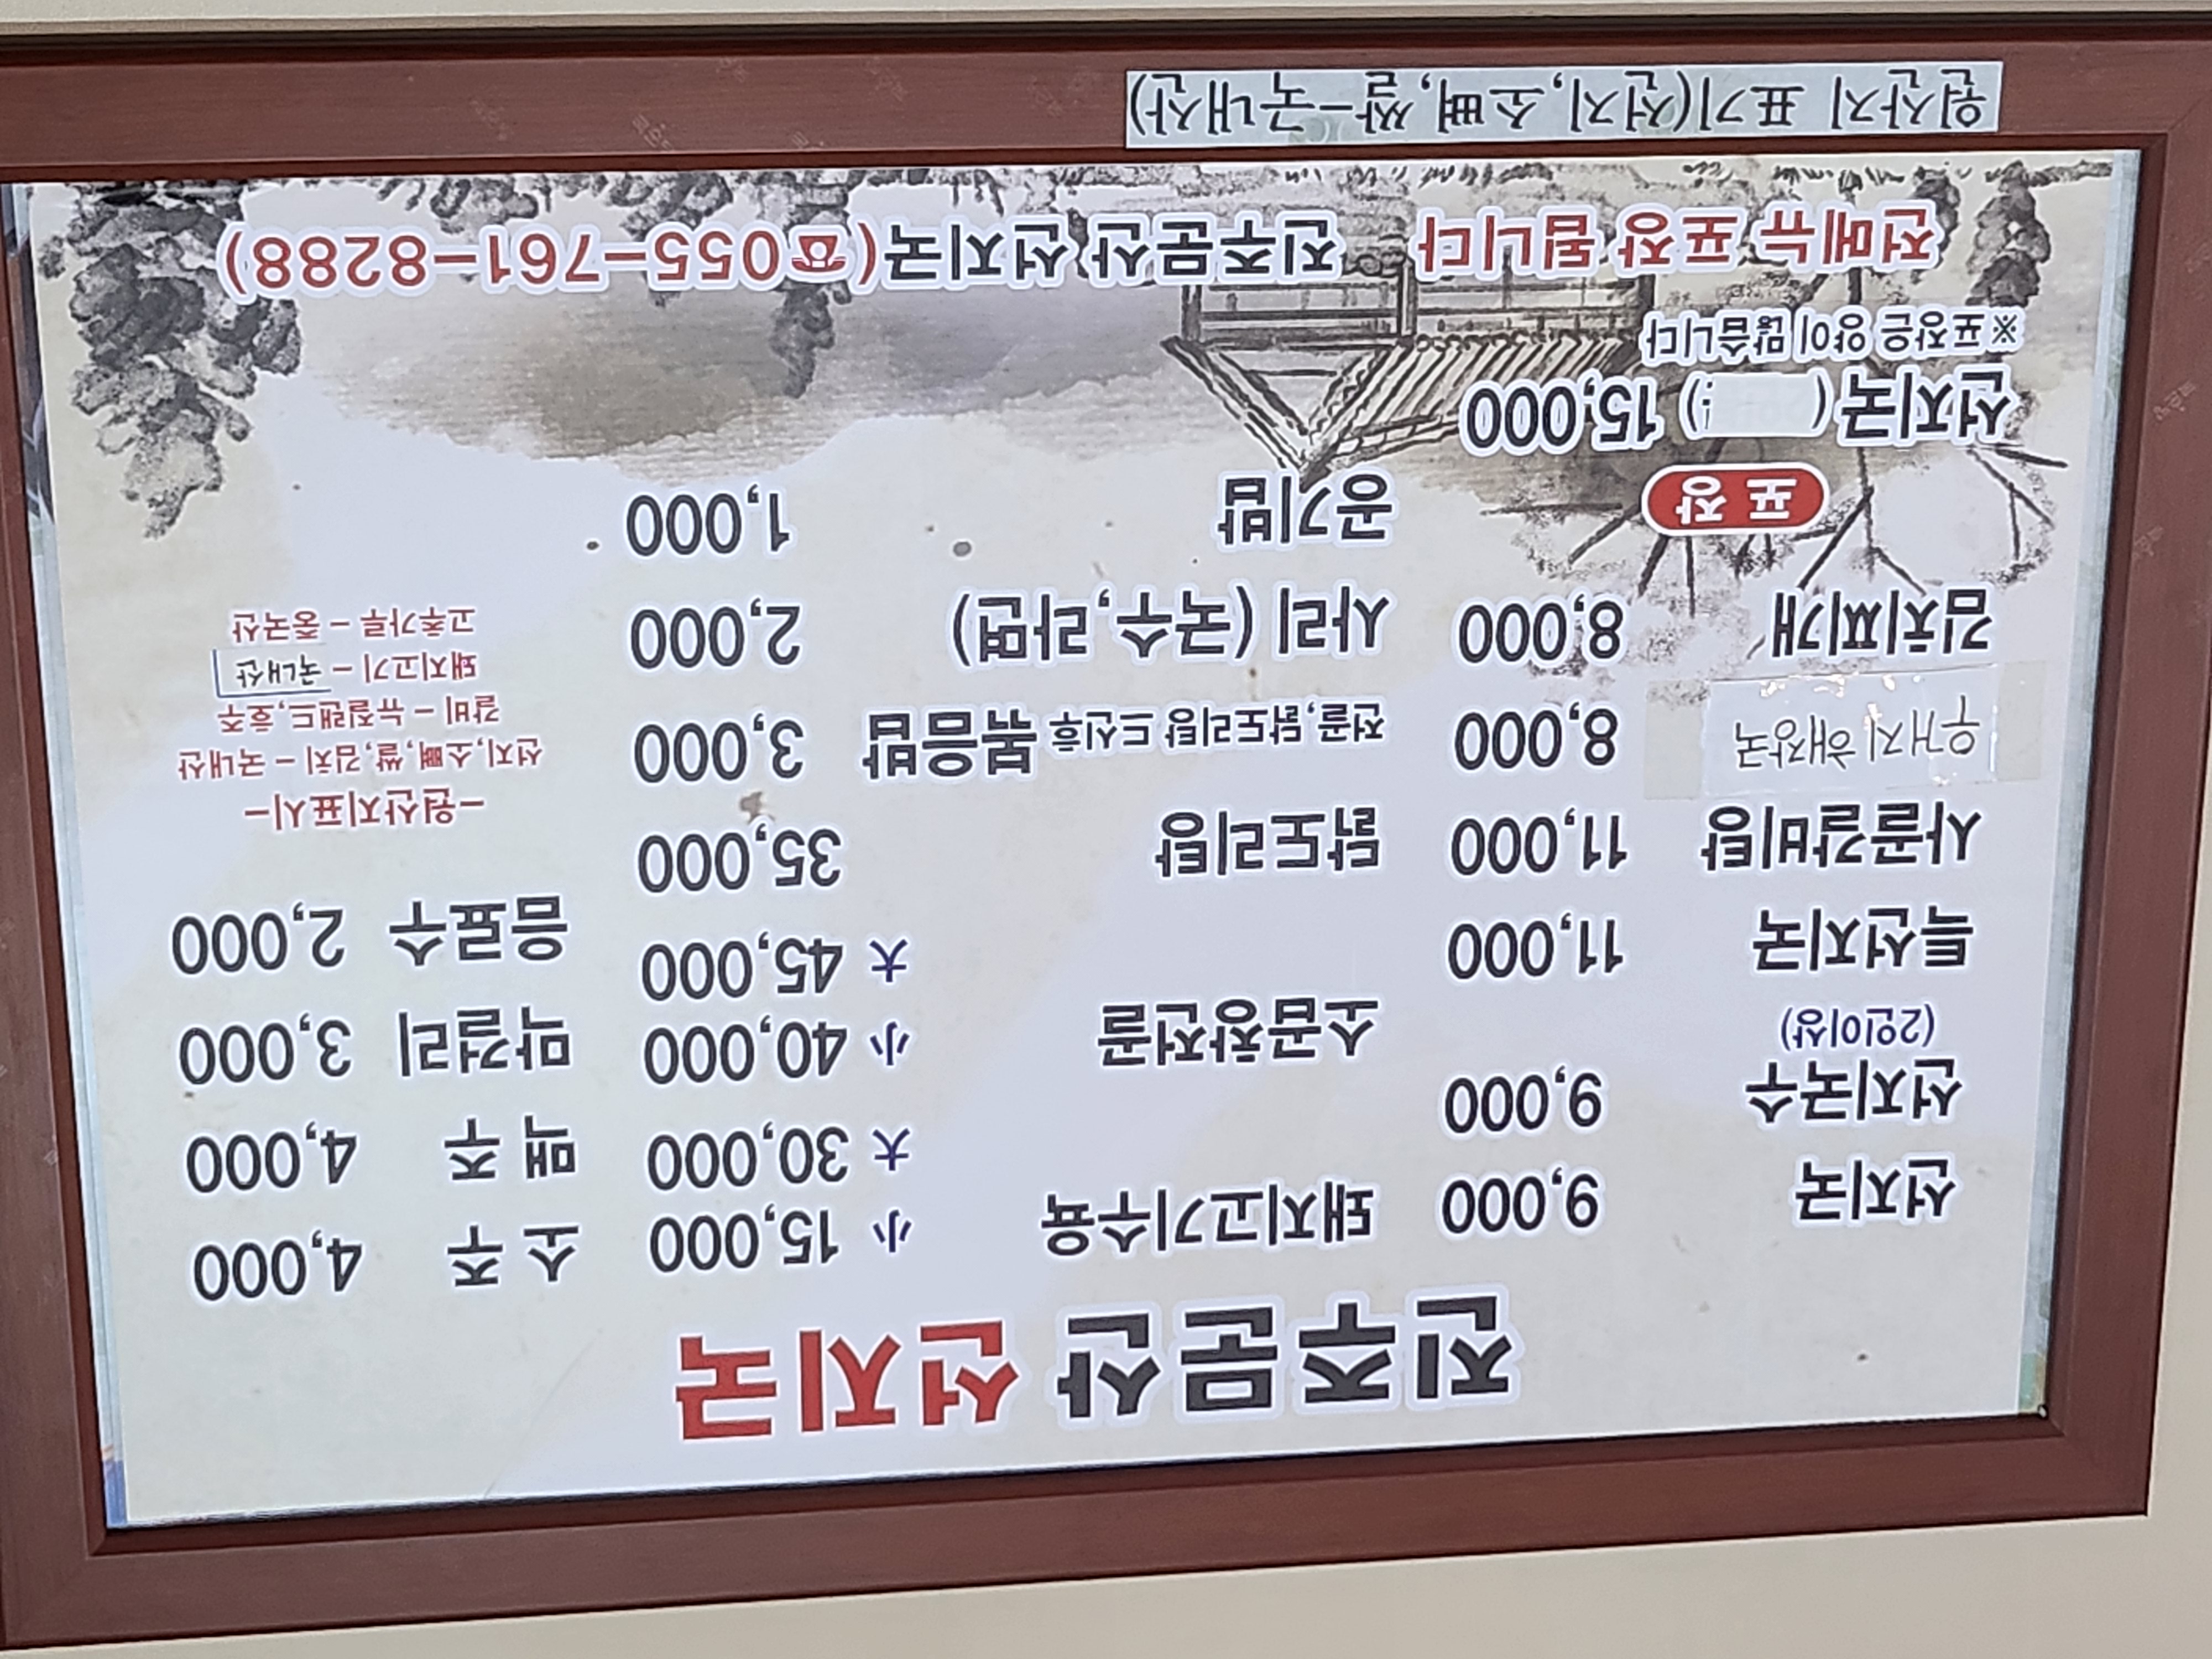 진주문산 선지국
선지국 9,000
선지국수 9,000
(2인이상)
특선지국 11,000
사골갈비탕 11,000
우거지 해장국 8,000
김치찌개 8,000
포 장
선지국( ) 15,000
※포장은 양이 많습니다
돼지고기수육 小 15,000
大 30,000
소곱창전골 小 40,000
大 45,000
닭도리탕 35,000
전골,닭도리탕 드신후 볶음밥 3,000
사리 (국수,라면) 2,000
공기밥 1,000
소 주 4,000
맥 주 4,000
막걸리 3,000
음료수 2,000
-원산지표시-
선지,소뼈,쌀,김치 - 국내산
갈비 - 뉴질랜드,호주
돼지고기 - 국내산
고춧가루 - 중국산
전메뉴 포장 됩니다 진주문산 선지국(☎055-761-8288)
원산지 표기(선지,소뼈,쌀-국내산)